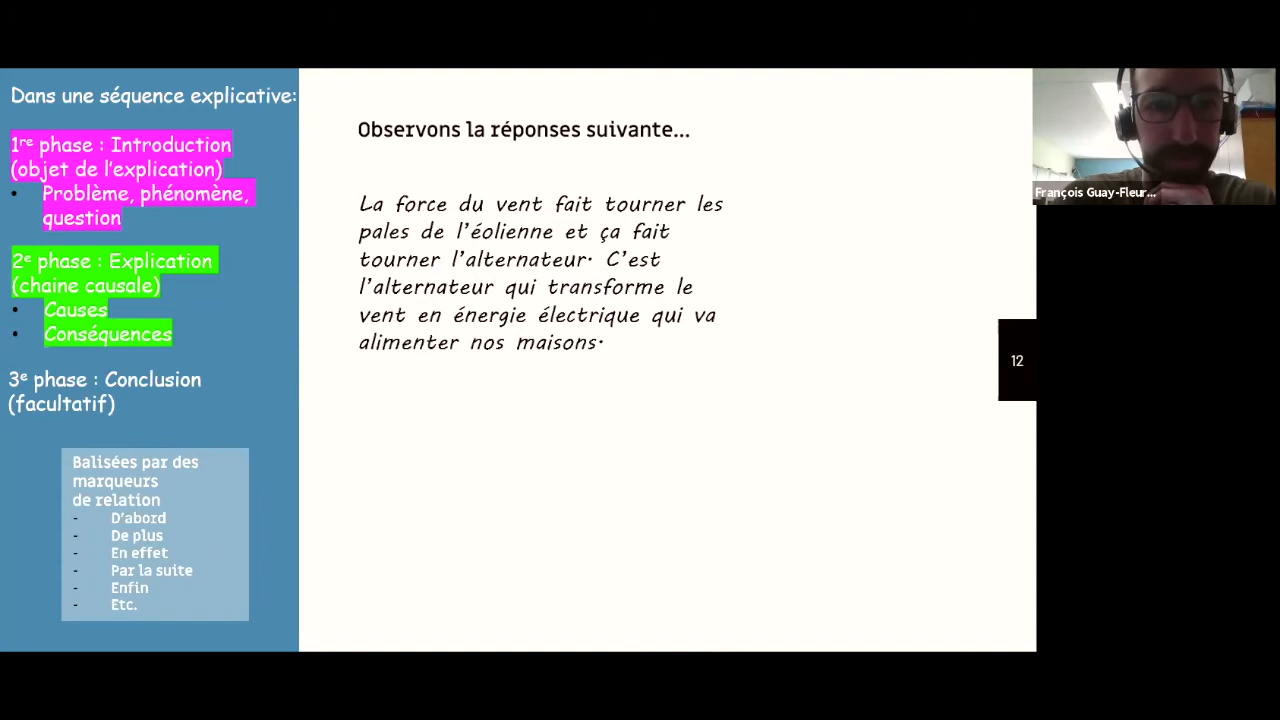 Dans une séquence explicative:
1re phase : Introduction
(objet de l'explication)
• Problème, phénomène,
question
2e phase : Explication
(chaine causale)
• Causes
• Conséquences
3e phase : Conclusion
(facultatif)
Balisées par des
marqueurs
de relation
- D'abord
- De plus
- En effet
- Par la suite
- Enfin
- Etc.
Observons la réponses suivante...
La force du vent fait tourner les
pales de l'éolienne et ça fait
tourner l'alternateur. C'est
l'alternateur qui transforme le
vent en énergie électrique qui va
alimenter nos maisons.
12
François Guay-Fleur...